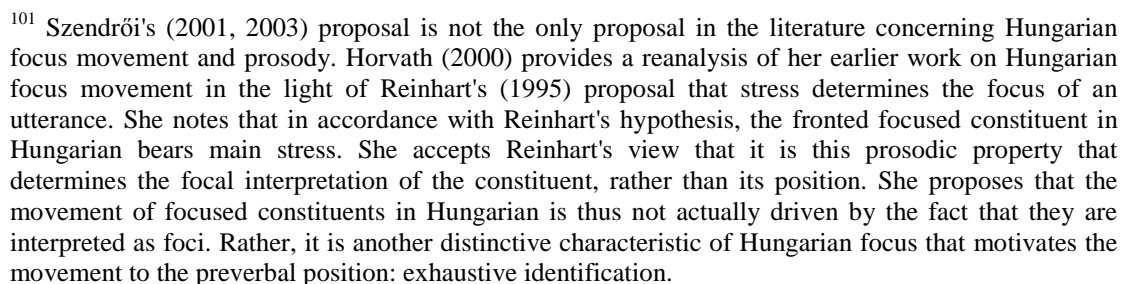 101 Szendrői's (2001, 2003) proposal is not the only proposal in the literature concerning Hungarian
focus movement and prosody. Horvath (2000) provides a reanalysis of her earlier work on Hungarian
focus movement in the light of Reinhart's (1995) proposal that stress determines the focus of an
utterance. She notes that in accordance with Reinhart's hypothesis, the fronted focused constituent in
Hungarian bears main stress. She accepts Reinhart's view that it is this prosodic property that
determines the focal interpretation of the constituent, rather than its position. She proposes that the
movement of focused constituents in Hungarian is thus not actually driven by the fact that they are
interpreted as foci. Rather, it is another distinctive characteristic of Hungarian focus that motivates the
movement to the preverbal position: exhaustive identification.